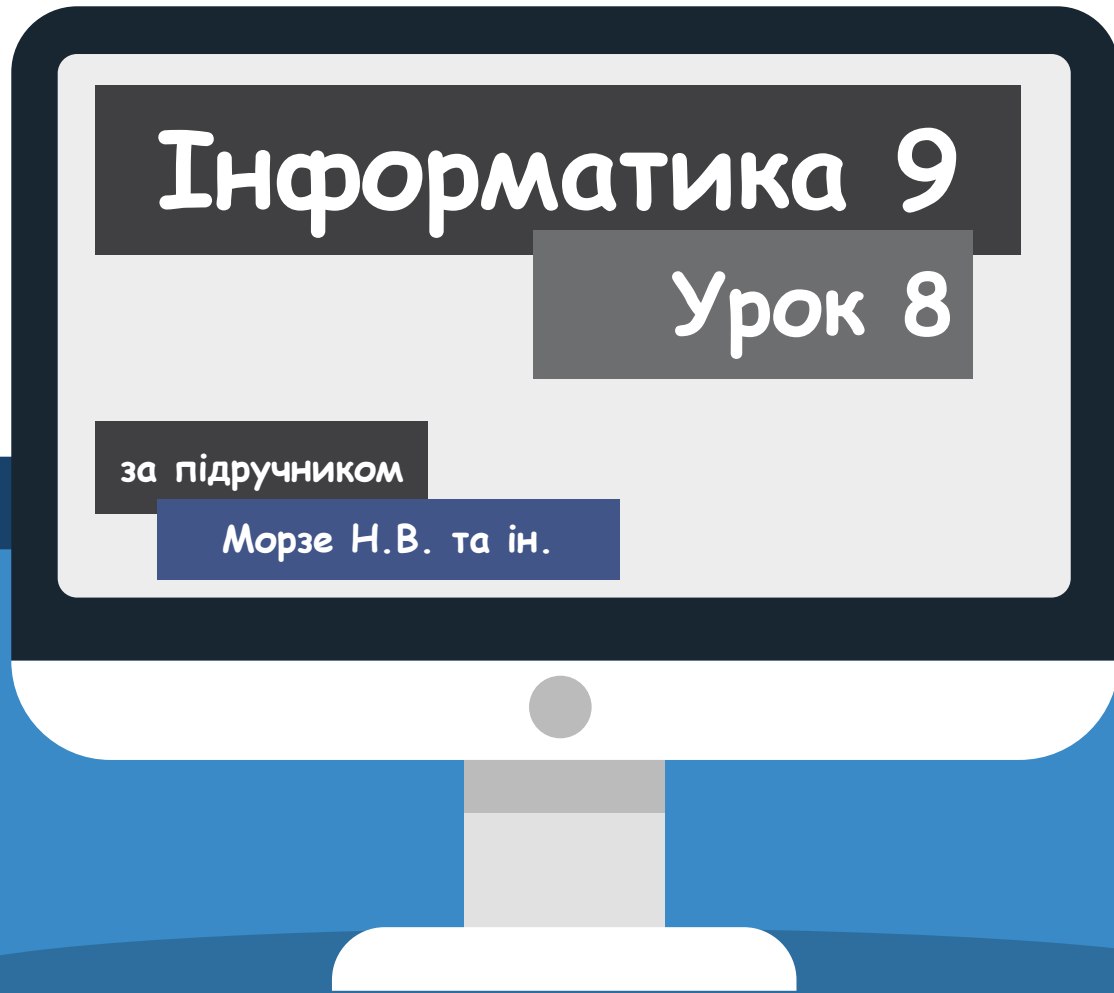 Інформатика 9
Урок 8
за підручником
Морзе Н.В. та ін.